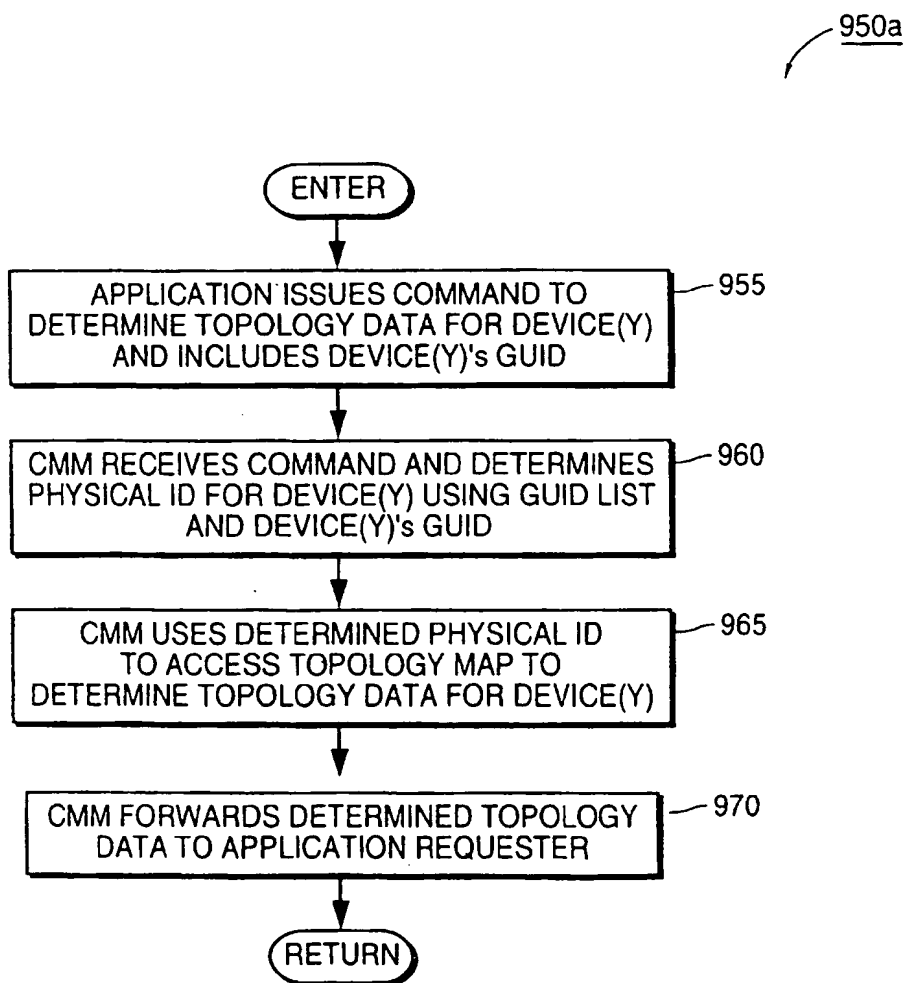 950a
ENTER
APPLICATION ISSUES COMMAND TO
DETERMINE TOPOLOGY DATA FOR DEVICE(Y)
AND INCLUDES DEVICE(Y)'s GUID
955
CMM RECEIVES COMMAND AND DETERMINES
PHYSICAL ID FOR DEVICE(Y) USING GUID LIST
AND DEVICE(Y)'s GUID
960
CMM USES DETERMINED PHYSICAL ID
TO ACCESS TOPOLOGY MAP TO
DETERMINE TOPOLOGY DATA FOR DEVICE(Y)
965
CMM FORWARDS DETERMINED TOPOLOGY
DATA TO APPLICATION REQUESTER
970
RETURN